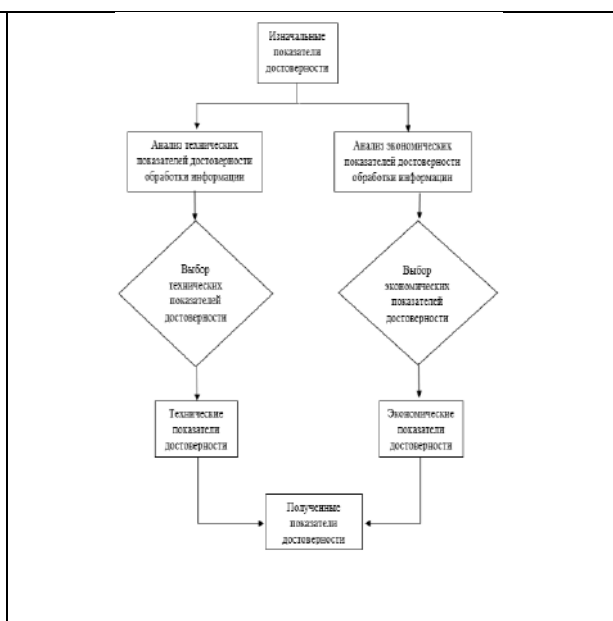 Изначальные
показатели
достоверности
Анализ технических
показателей достоверности
обработки информации
Анализ экономических
показателей достоверности
обработки информации
Выбор
технических
показателей
достоверности
Выбор
экономических
показателей
достоверности
Технические
показатели
достоверности
Экономические
показатели
достоверности
Полученные
показатели
достоверности